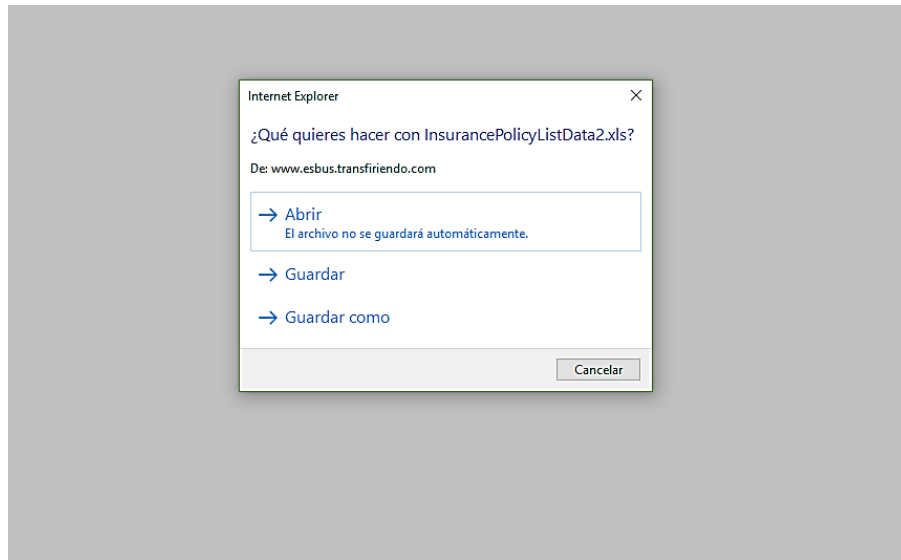 Internet Explorer
¿Qué quieres hacer con InsurancePolicyListData2.xls?
De: www.esbus.transfiriendo.com
Abrir
El archivo no se guardará automáticamente.
Guardar
Guardar como
Cancelar